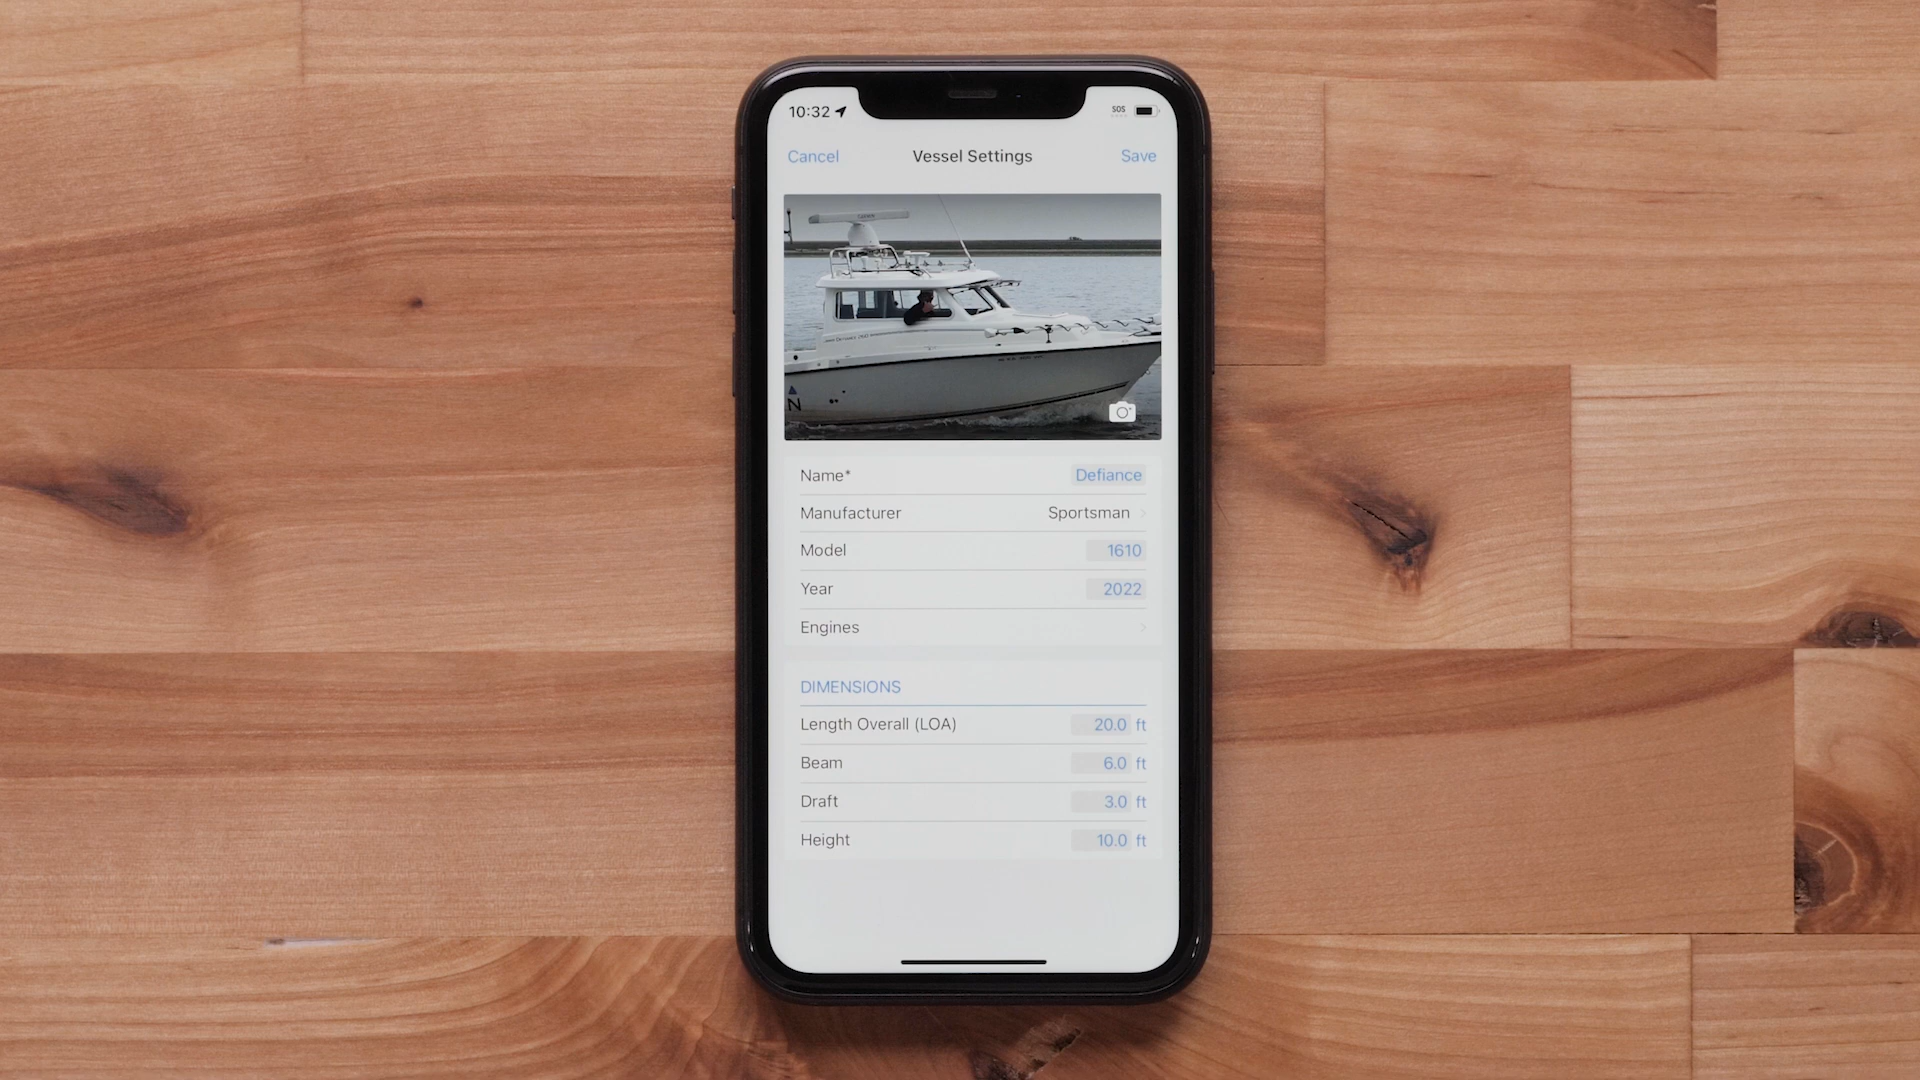 10:32 SOS
Cancel Vessel Settings Save
N
Name* Defiance
Manufacturer Sportsman
Model 1610
Year 2022
Engines
DIMENSIONS
Length Overall (LOA) 20.0 ft
Beam 6.0 ft
Draft 3.0 ft
Height 10.0 ft